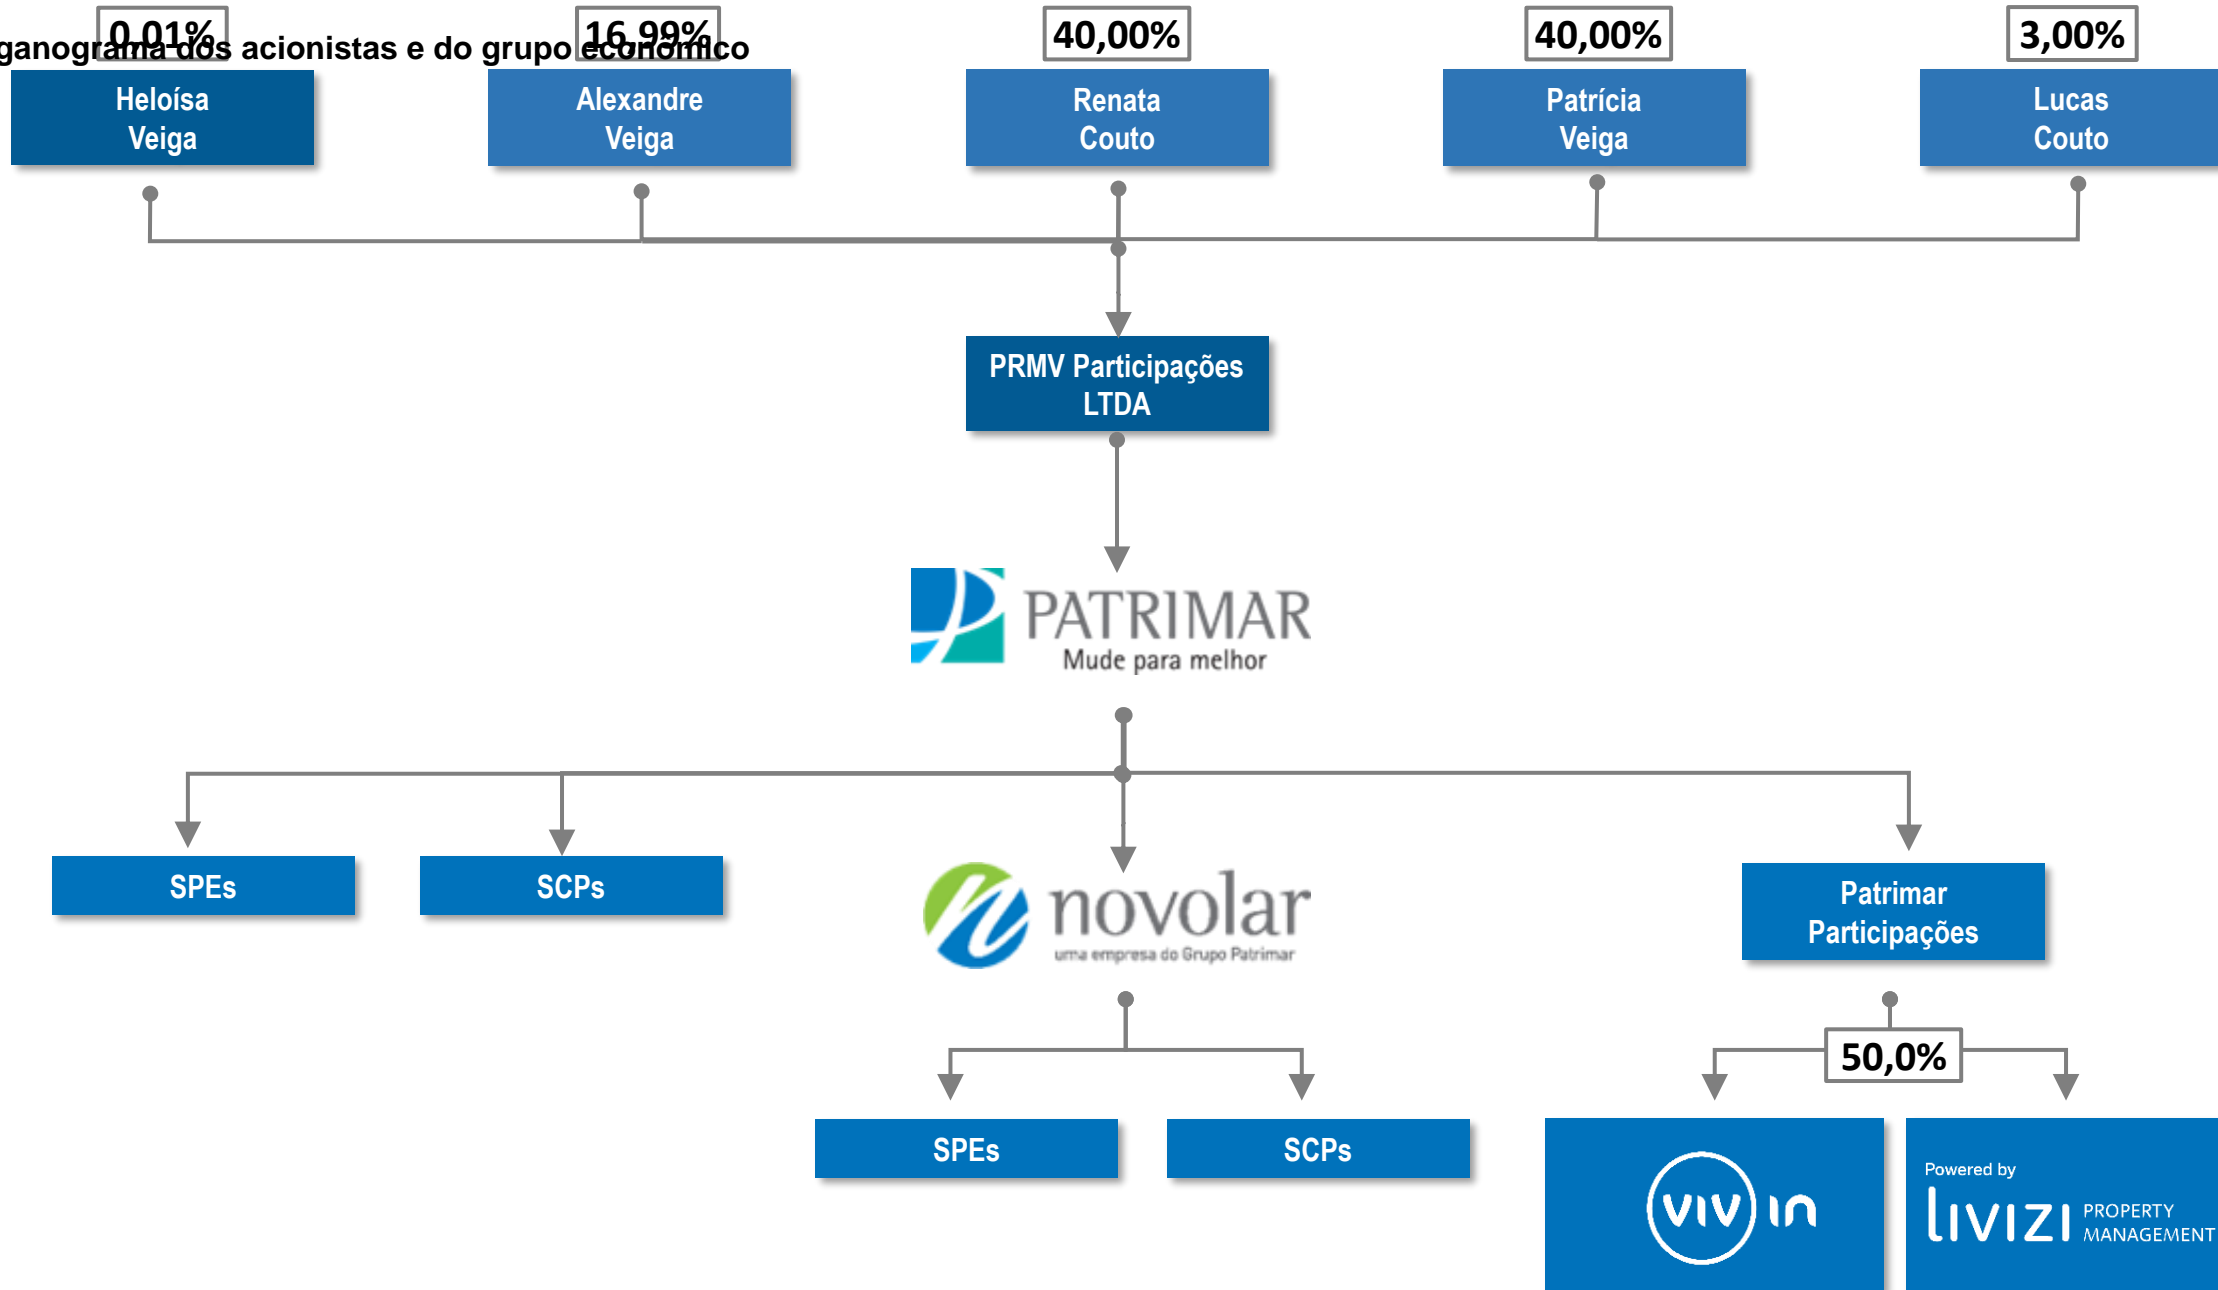 0,01%
16,99%
40,00%
40,00%
3,00%
ganograma dos acionistas e do grupo econômico
Heloísa
Veiga
Alexandre
Veiga
Renata
Couto
Patrícia
Veiga
Lucas
Couto
PRMV Participações
LTDA
PATRIMAR
Mude para melhor
SPEs
SCPs
novolar
uma empresa do Grupo Patrimar
Patrimar
Participações
50,0%
SPEs
SCPs
VIV in
Powered by
LIVIZI PROPERTY
MANAGEMENT